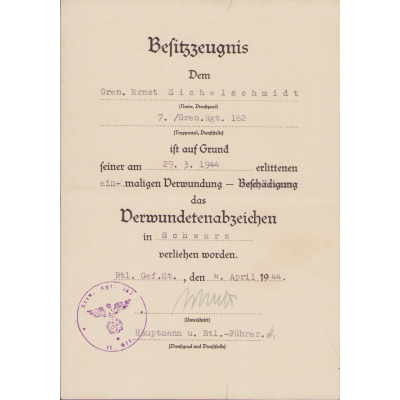 Besitzzeugnis
Dem
Gren. Ernst Sichelschmidt
(Name, Dienstgrad)
7. /Gren.Rgt. 162
(Truppenteil, Dienststelle)
ist auf Grund
seiner am 29. 3. 1944 erlittenen
ein-maligen Verwundung – Beschädigung
das
Verwundetenabzeichen
in Schwarz
verliehen worden.
Btl. Gef.St., den 4. April 1944.
(Unterschrift)
Hauptmann u. Btl.-Führer.
(Dienstgrad und Dienststelle)